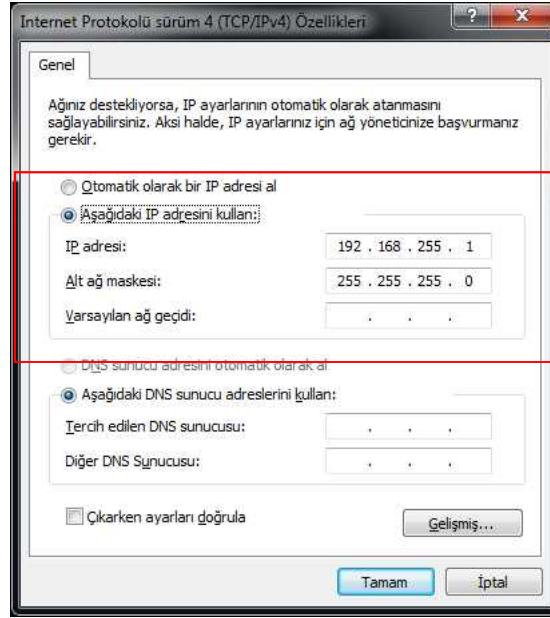 Internet Protokolü sürüm 4 (TCP/IPv4) Özellikleri
? X
Genel
Ağınız destekliyorsa, IP ayarlarının otomatik olarak atanmasını
sağlayabilirsiniz. Aksi halde, IP ayarlarınız için ağ yöneticinize başvurmanız
gerekir.
Otomatik olarak bir IP adresi al
Aşağıdaki IP adresini kullan:
IP adresi: 192 . 168 . 255 . 1
Alt ağ maskesi: 255 . 255 . 255 . 0
Varsayılan ağ geçidi: . . .
DNS sunucu adresini otomatik olarak al
Aşağıdaki DNS sunucu adreslerini kullan:
Tercih edilen DNS sunucusu: . . .
Diğer DNS Sunucusu: . . .
Çıkarken ayarları doğrula
Gelişmiş...
Tamam İptal